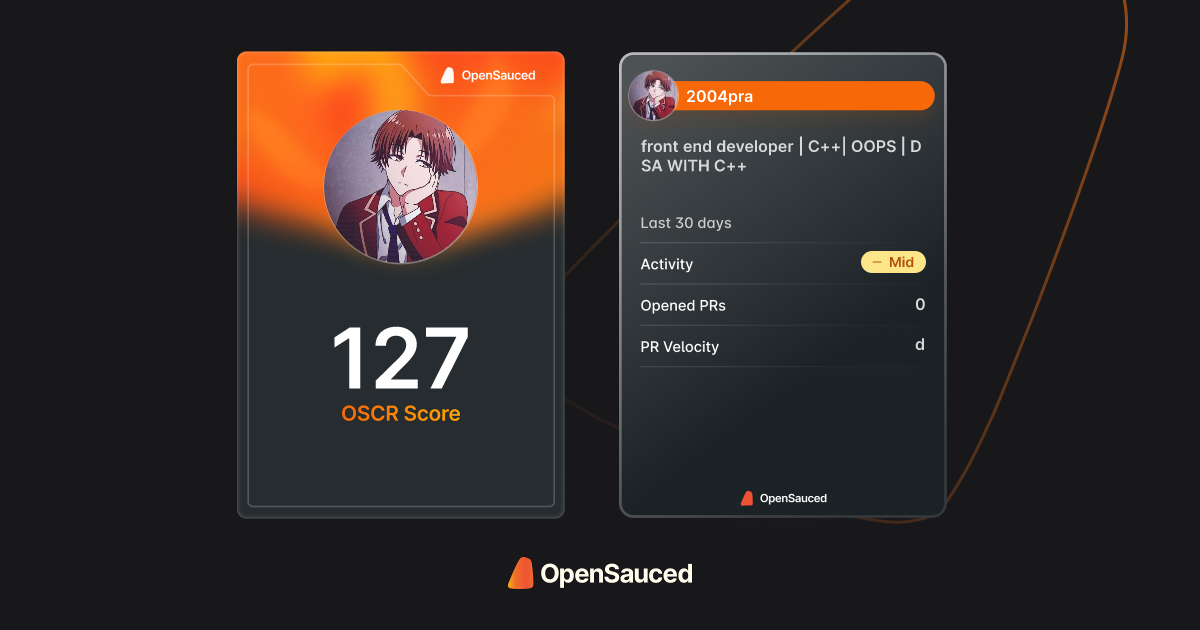 OpenSauced
127
OSCR Score
2004pra
front end developer | C++| OOPS | D
SA WITH C++
Last 30 days
Activity
– Mid
Opened PRs
0
PR Velocity
d
OpenSauced
OpenSauced